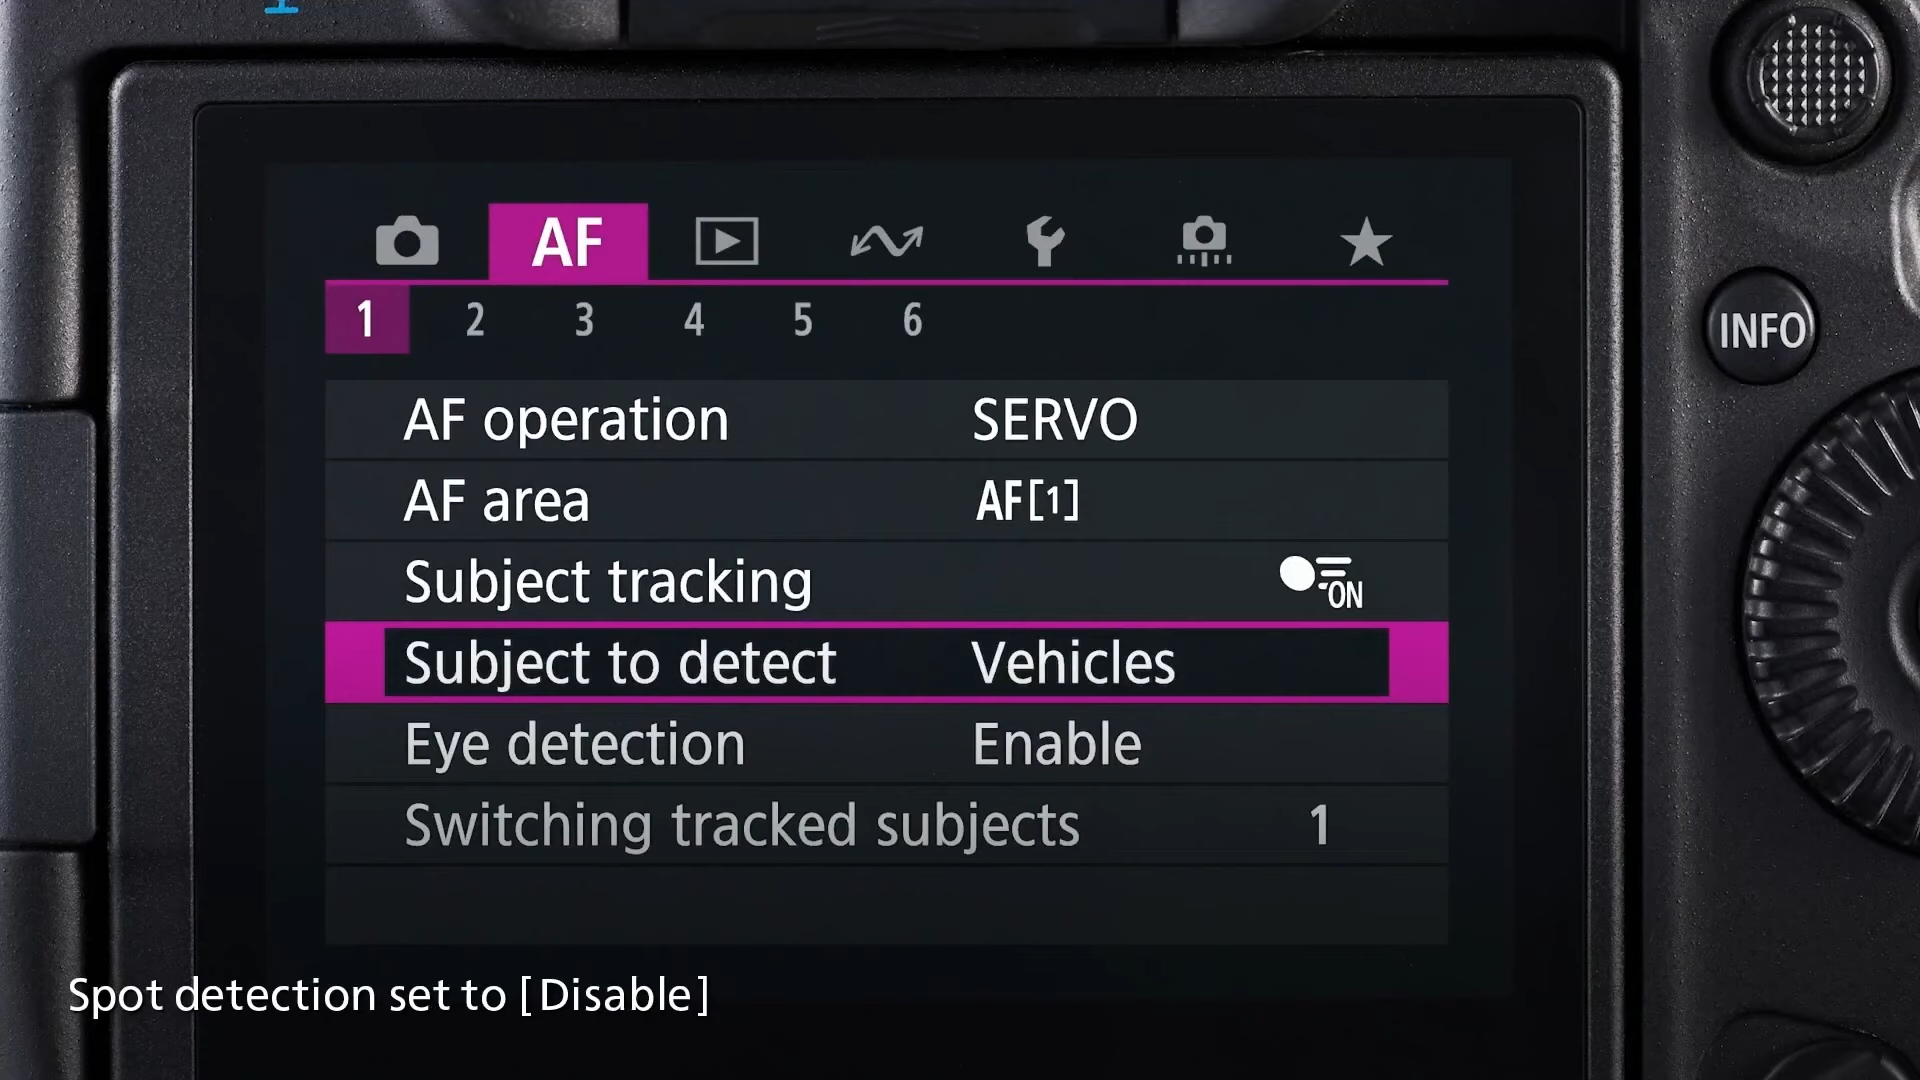 AF
1 2 3 4 5 6
INFO
AF operation SERVO
AF area AF[1]
Subject tracking ON
Subject to detect Vehicles
Eye detection Enable
Switching tracked subjects 1
Spot detection set to [Disable]